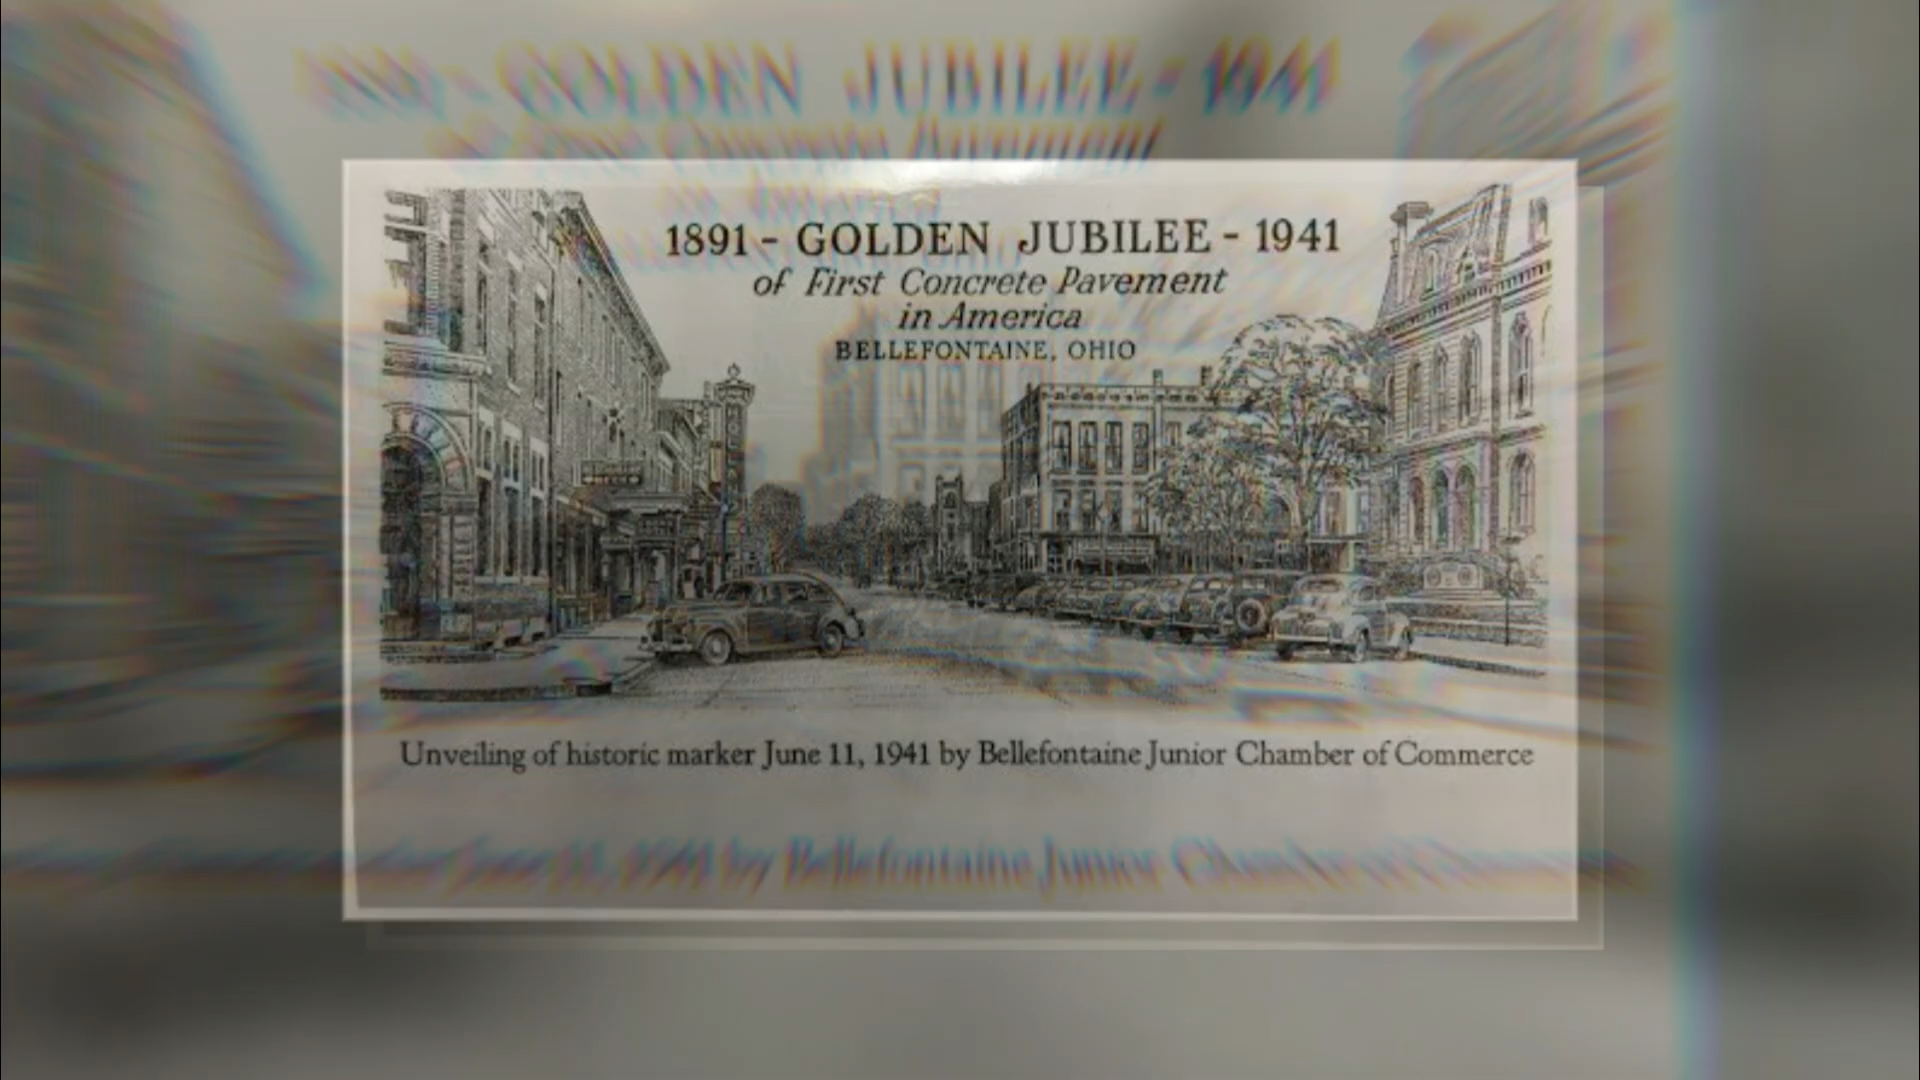 1891 - GOLDEN JUBILEE - 1941
of First Concrete Pavement
in America
BELLEFONTAINE, OHIO
Unveiling of historic marker June 11, 1941 by Bellefontaine Junior Chamber of Commerce